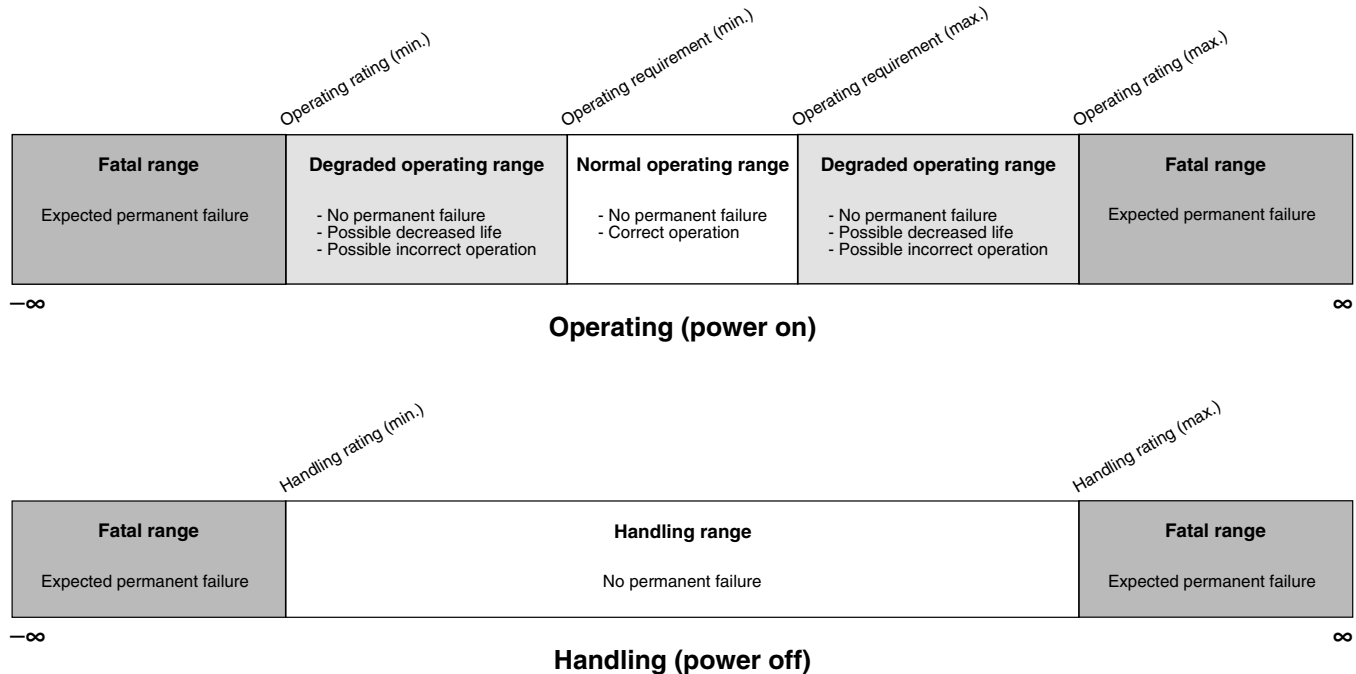 Operating rating (min.)
Operating requirement (min.)
Operating requirement (max.)
Operating rating (max.)
Fatal range
Expected permanent failure
Degraded operating range
- No permanent failure
- Possible decreased life
- Possible incorrect operation
Normal operating range
- No permanent failure
- Correct operation
Degraded operating range
- No permanent failure
- Possible decreased life
- Possible incorrect operation
Fatal range
Expected permanent failure
–∞
∞
Operating (power on)
Handling rating (min.)
Handling rating (max.)
Fatal range
Expected permanent failure
Handling range
No permanent failure
Fatal range
Expected permanent failure
–∞
∞
Handling (power off)